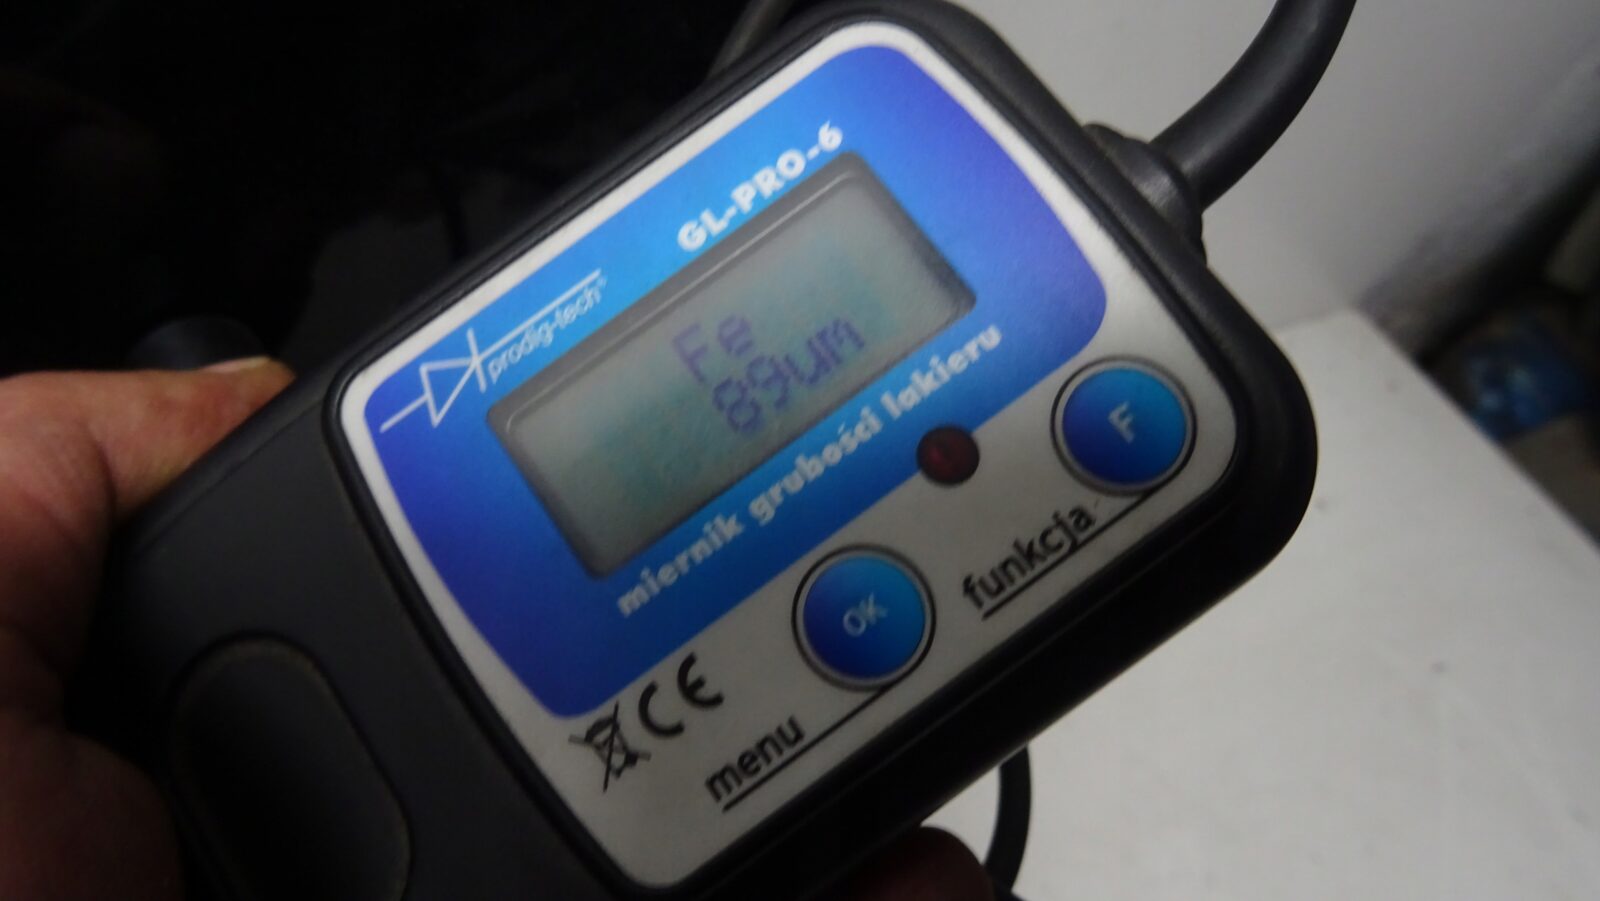 GL-PRO-6
prodig-tech®
Fe
89um
miernik grubości lakieru
F
funkcja
OK
menu
CE